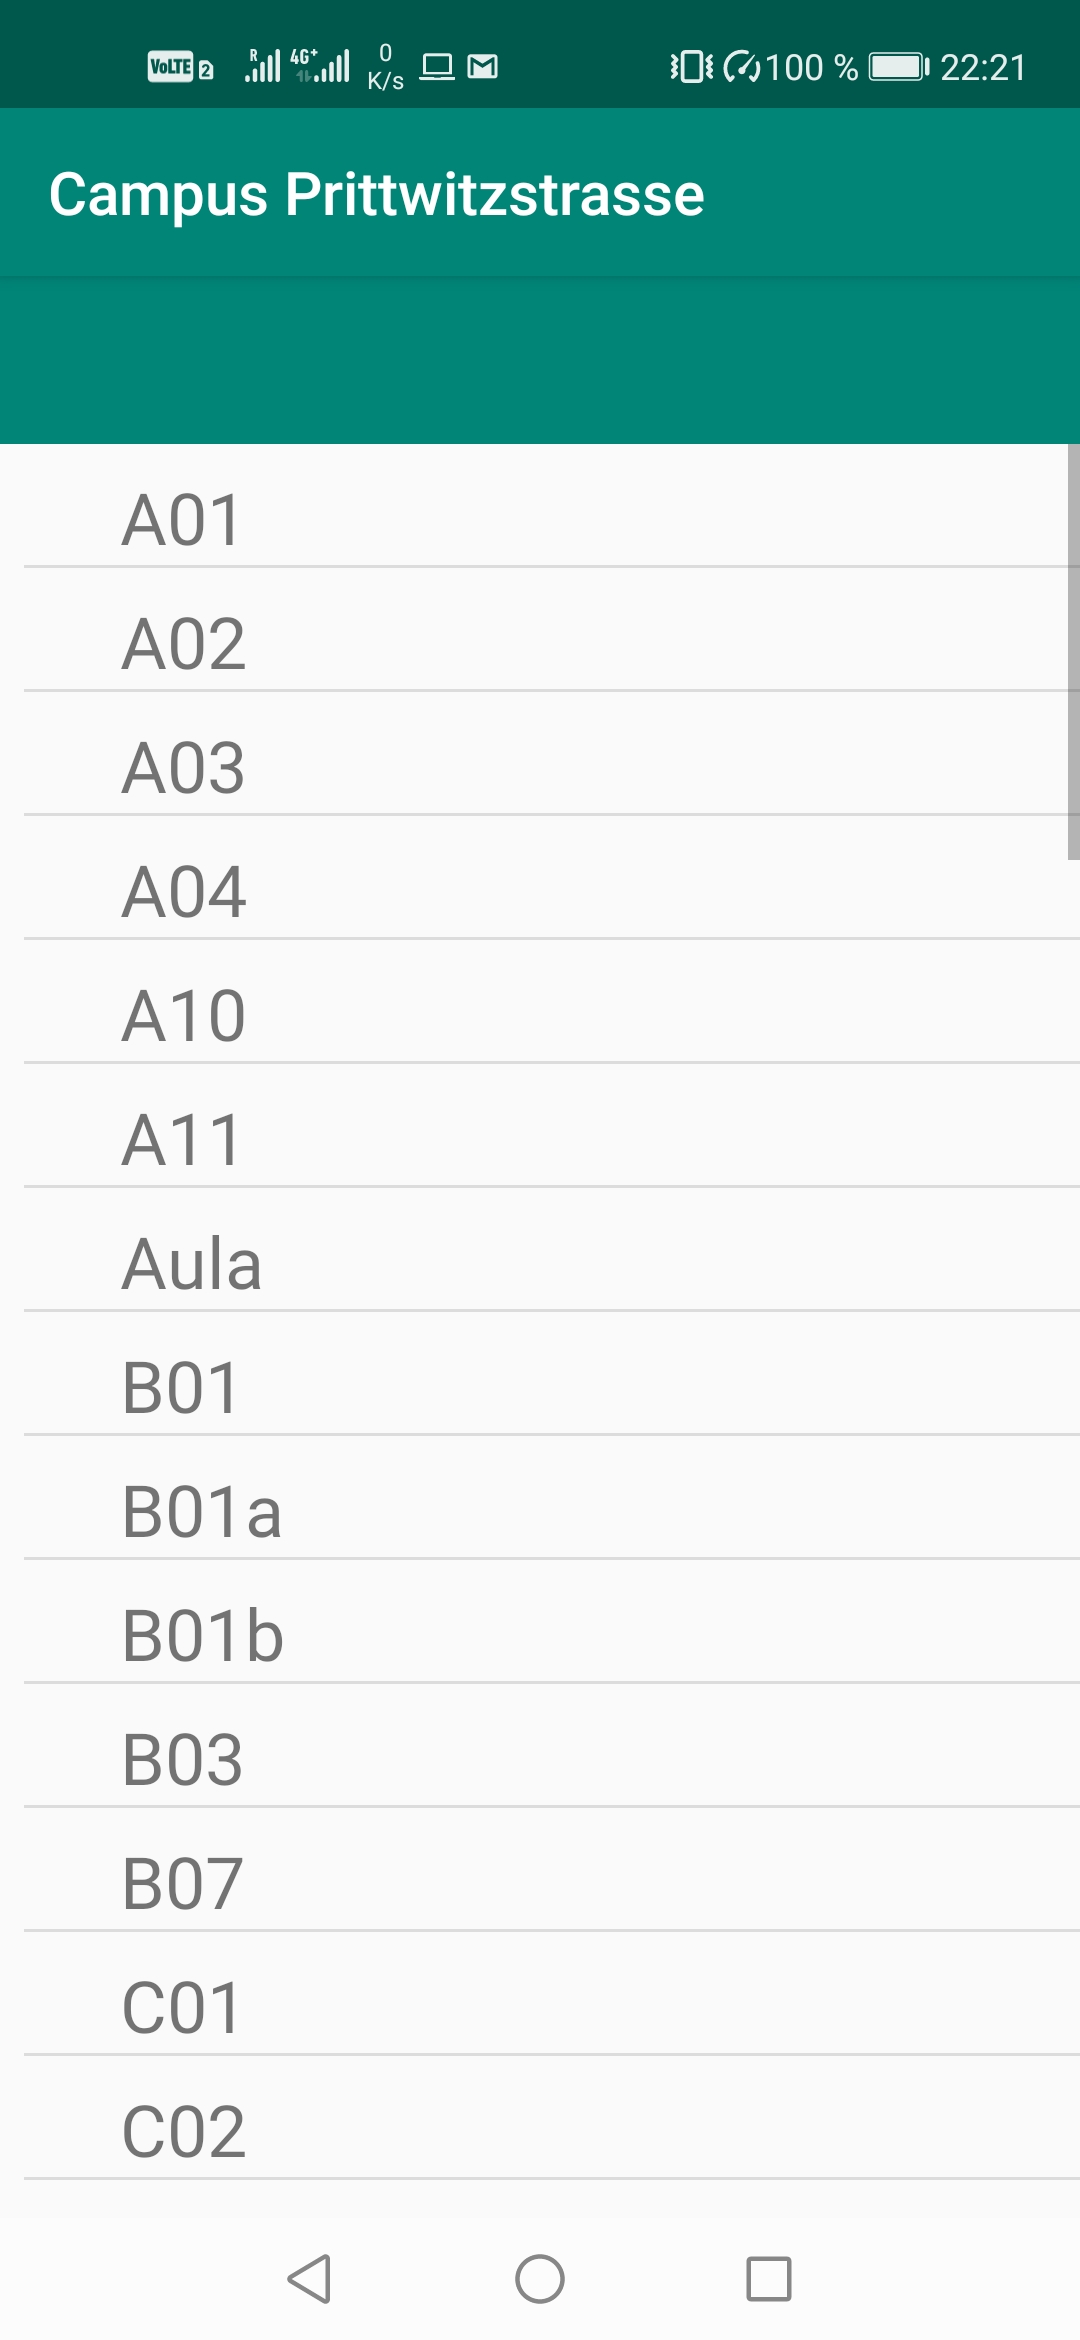 VoLTE 2 R 4G+ 0 K/s 100 % 22:21
Campus Prittwitzstrasse
A01
A02
A03
A04
A10
A11
Aula
B01
B01a
B01b
B03
B07
C01
C02